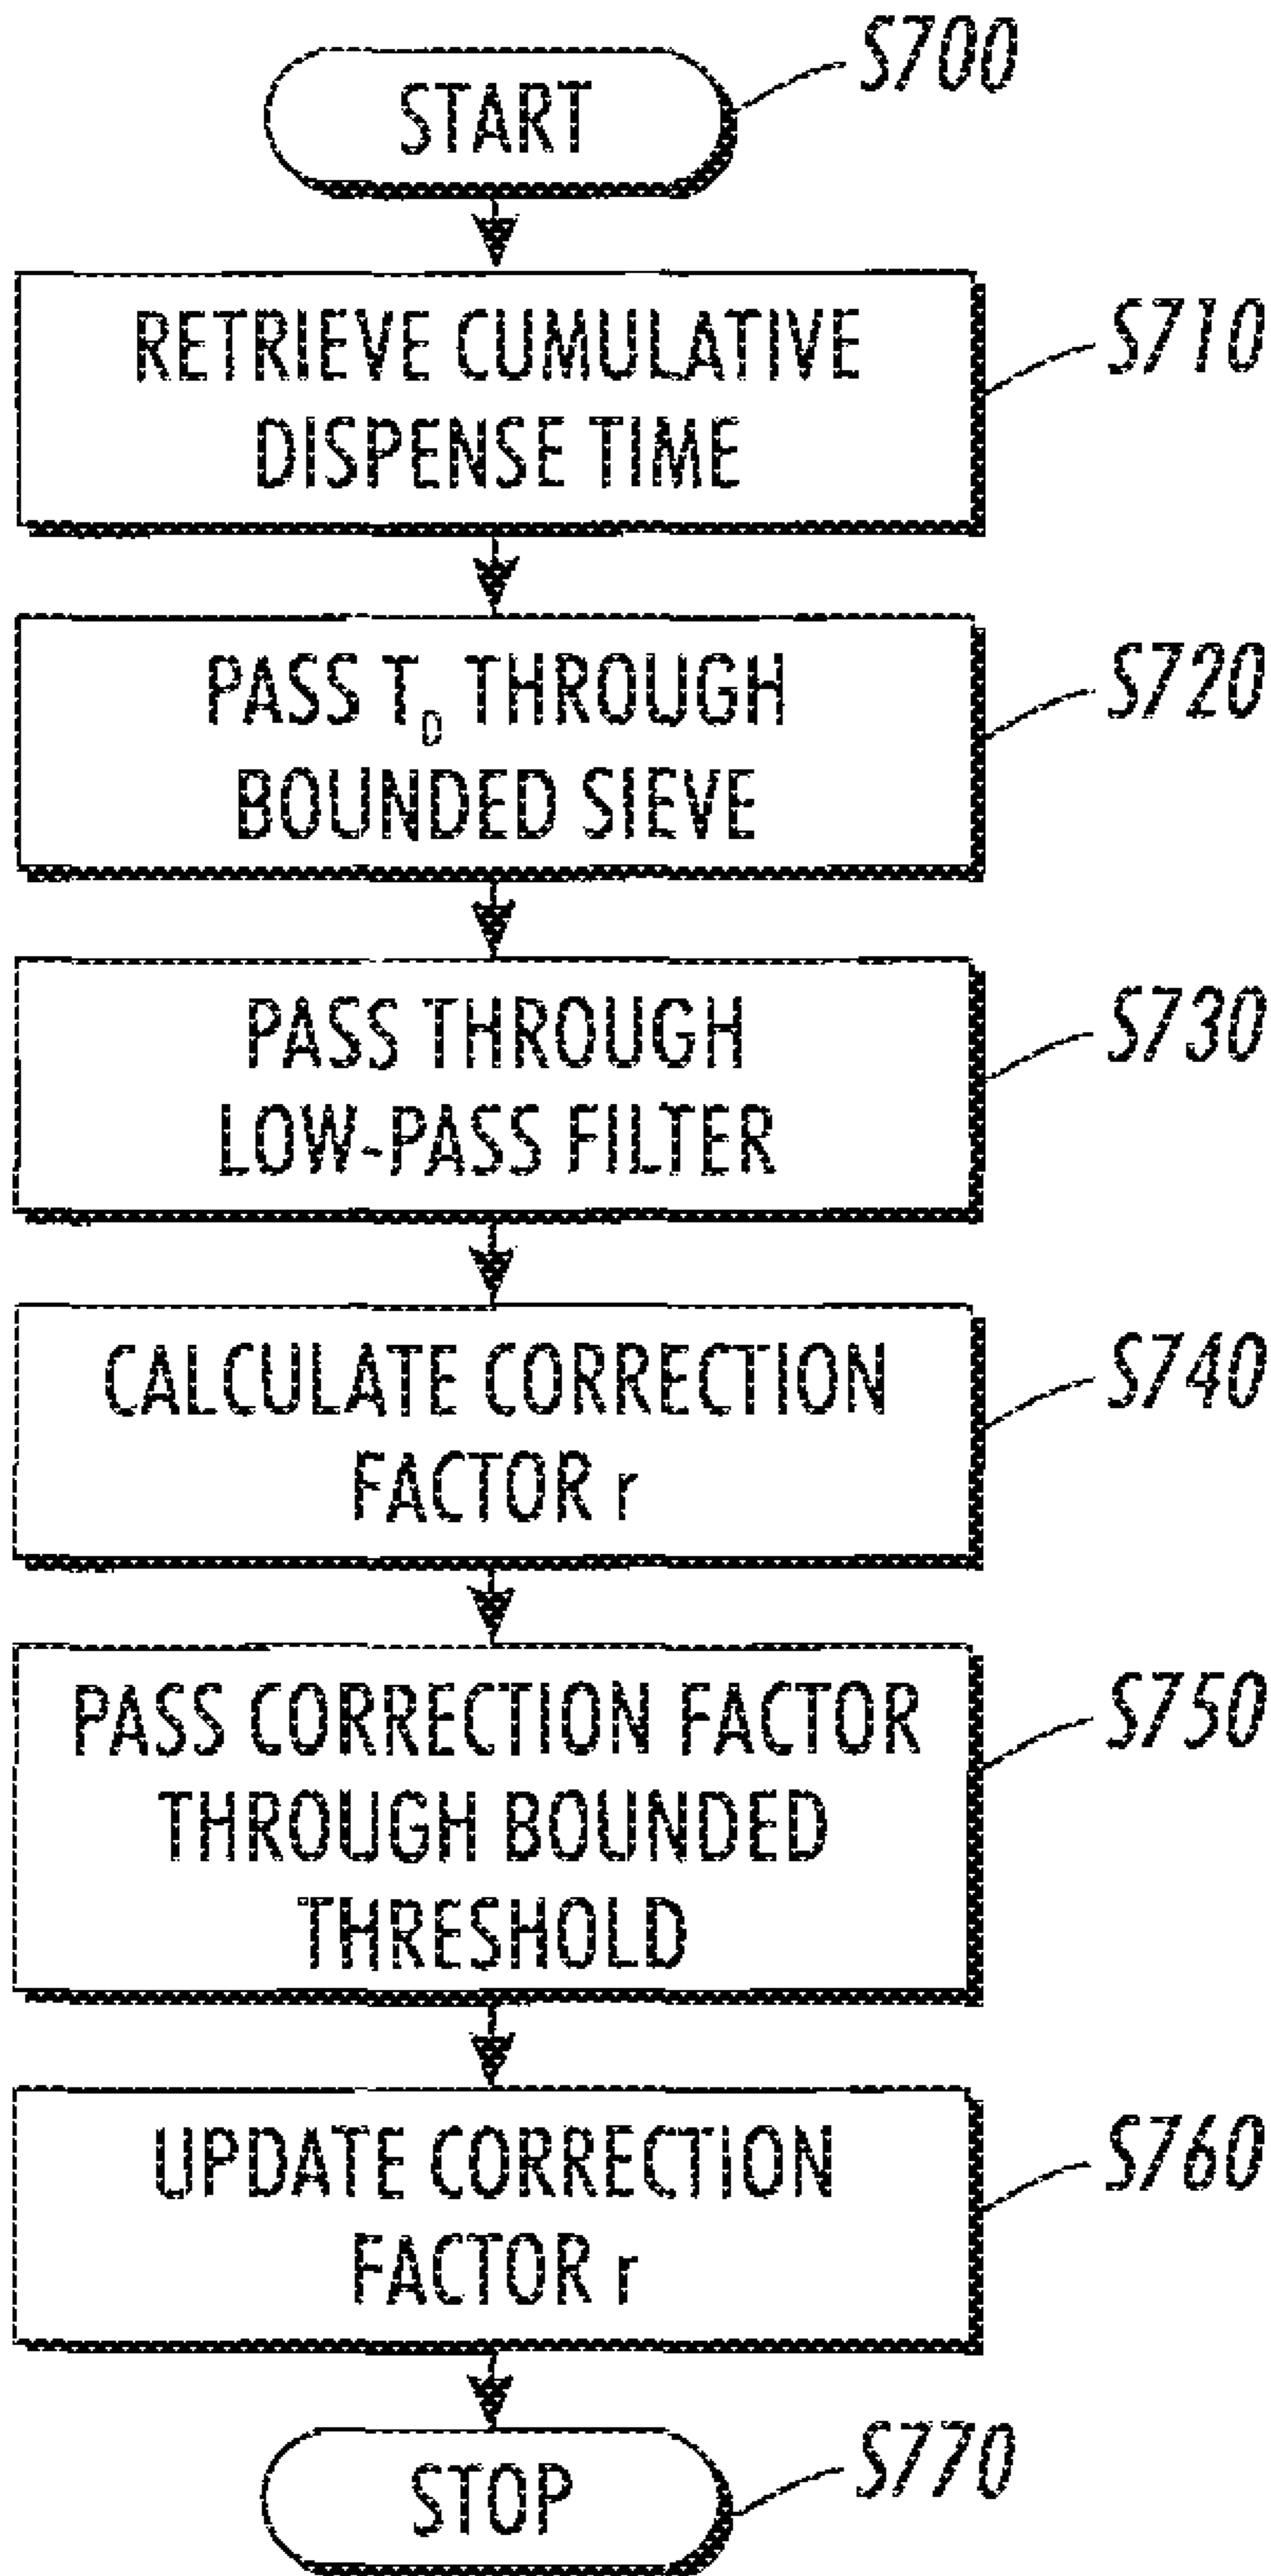 START
S700
RETRIEVE CUMULATIVE
DISPENSE TIME
S710
PASS T_D THROUGH
BOUNDED SIEVE
S720
PASS THROUGH
LOW-PASS FILTER
S730
CALCULATE CORRECTION
FACTOR r
S740
PASS CORRECTION FACTOR
THROUGH BOUNDED
THRESHOLD
S750
UPDATE CORRECTION
FACTOR r
S760
STOP
S770